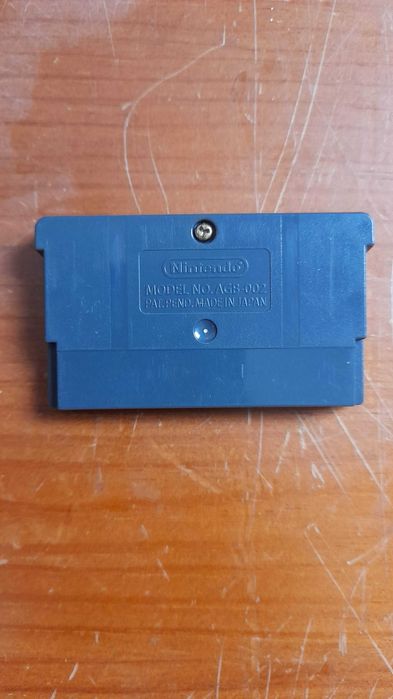 Nintendo
MODEL NO. AGB-002
PAT. PEND. MADE IN JAPAN